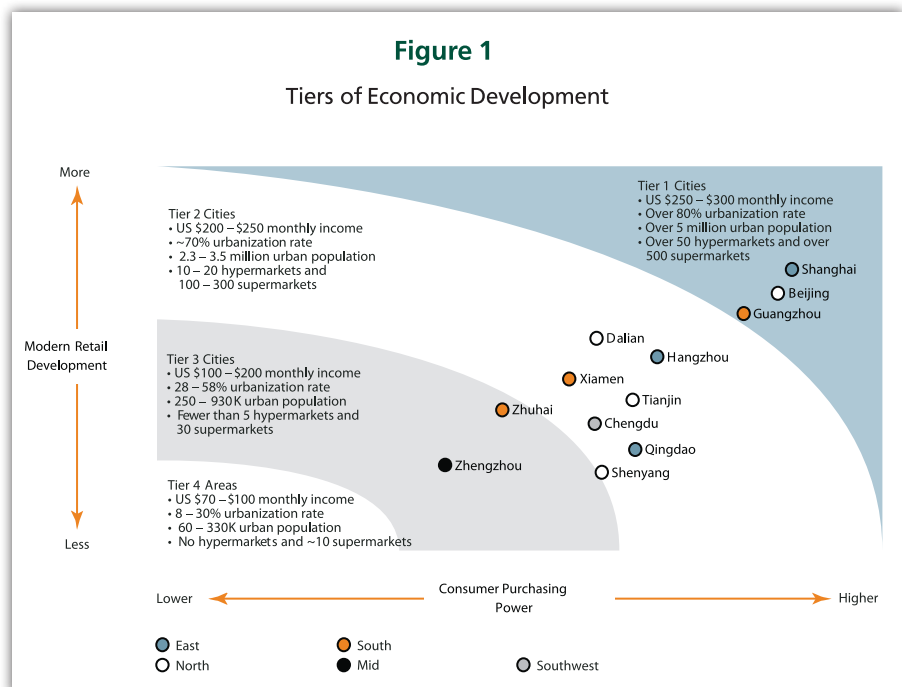 Figure 1
Tiers of Economic Development
More
Modern Retail
Development
Less
Tier 1 Cities
• US $250 – $300 monthly income
• Over 80% urbanization rate
• Over 5 million urban population
• Over 50 hypermarkets and over
500 supermarkets
Tier 2 Cities
• US $200 – $250 monthly income
• ~70% urbanization rate
• 2.3 – 3.5 million urban population
• 10 – 20 hypermarkets and
100 – 300 supermarkets
Shanghai
Beijing
Guangzhou
Dalian
Hangzhou
Xiamen
Tianjin
Zhuhai
Chengdu
Qingdao
Zhengzhou
Shenyang
Tier 3 Cities
• US $100 – $200 monthly income
• 28 – 58% urbanization rate
• 250 – 930K urban population
• Fewer than 5 hypermarkets and
30 supermarkets
Tier 4 Areas
• US $70 – $100 monthly income
• 8 – 30% urbanization rate
• 60 – 330K urban population
• No hypermarkets and ~10 supermarkets
Lower
Consumer Purchasing
Power
Higher
East
South
North
Mid
Southwest